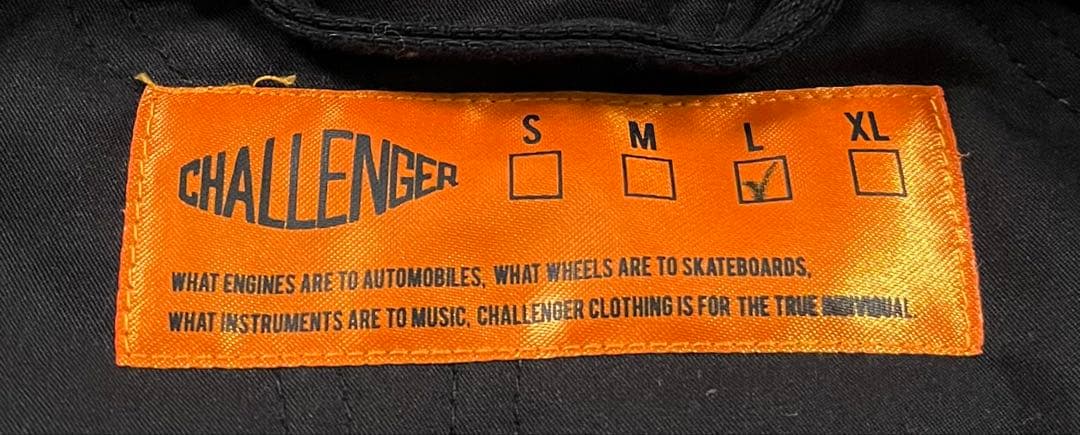 CHALLENGER
S M L XL
WHAT ENGINES ARE TO AUTOMOBILES, WHAT WHEELS ARE TO SKATEBOARDS,
WHAT INSTRUMENTS ARE TO MUSIC, CHALLENGER CLOTHING IS FOR THE TRUE INDIVIDUAL.